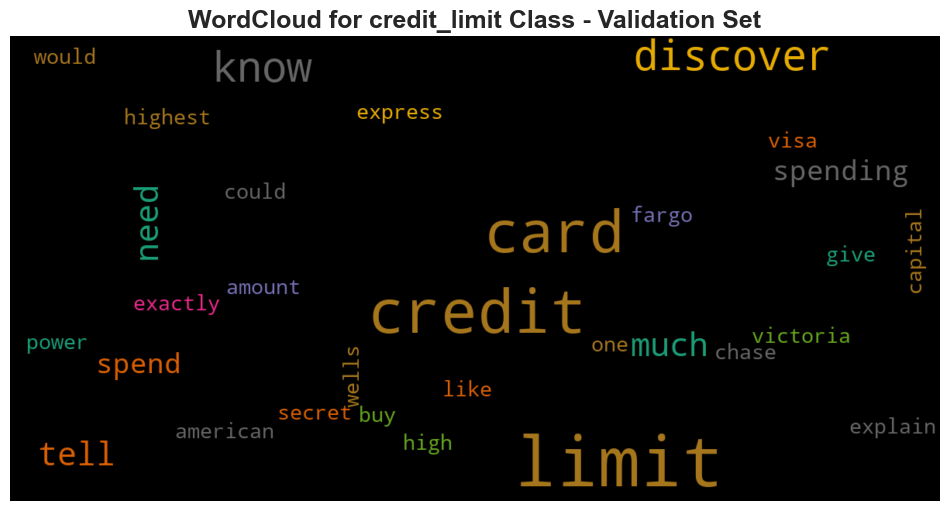 WordCloud for credit_limit Class - Validation Set
would
know
discover
highest
express
visa
spending
need
could
card
fargo
capital
give
amount
exactly
credit
power
spend
wells
one
much
chase
victoria
like
secret
buy
american
high
explain
tell
limit